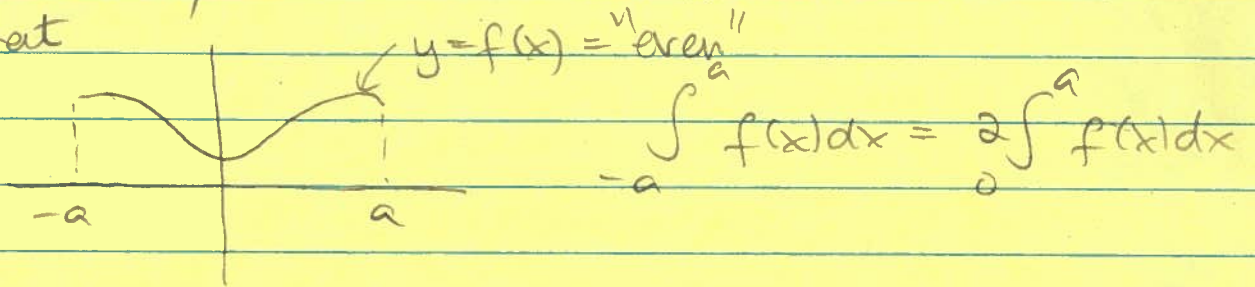 at
y=f(x) = "even"
∫_{-a}^{a} f(x)dx = 2∫_{0}^{a} f(x)dx
-a a